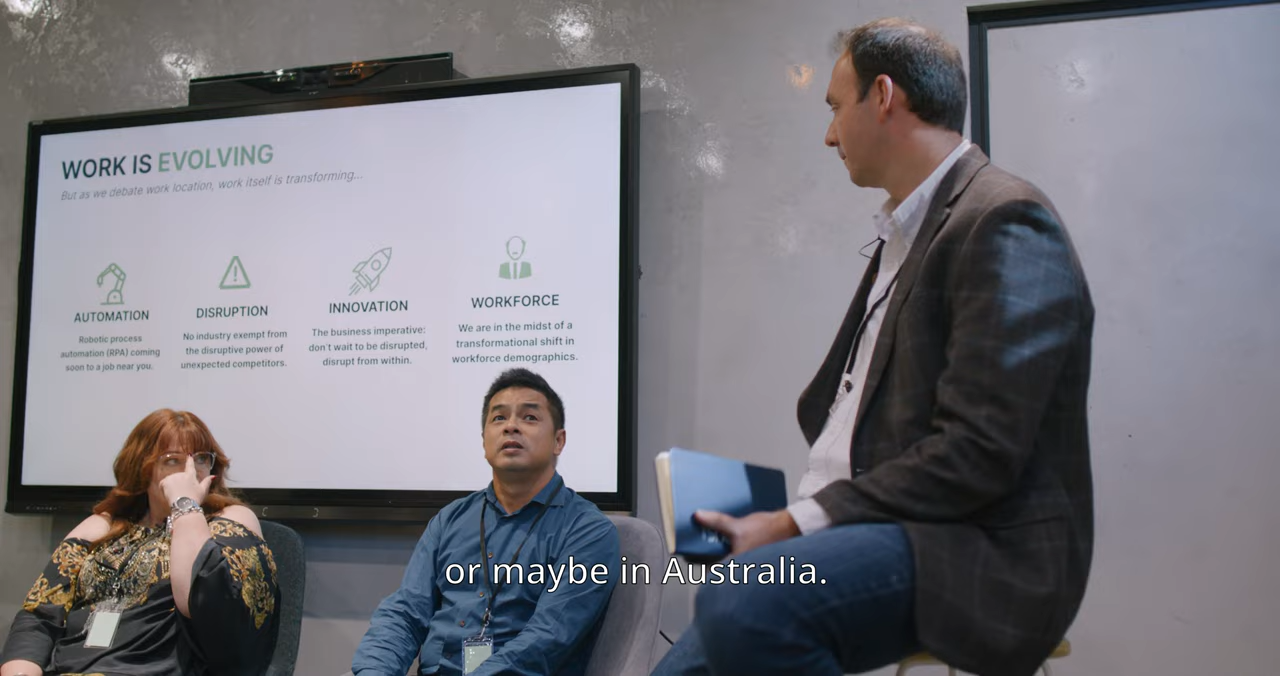 WORK IS EVOLVING
But as we debate work location, work itself is transforming...
AUTOMATION
Robotic process
automation (RPA) coming
soon to a job near you.
DISRUPTION
No industry exempt from
the disruptive power of
unexpected competitors.
INNOVATION
The business imperative:
don't wait to be disrupted,
disrupt from within.
WORKFORCE
We are in the midst of a
transformational shift in
workforce demographics.
or maybe in Australia.